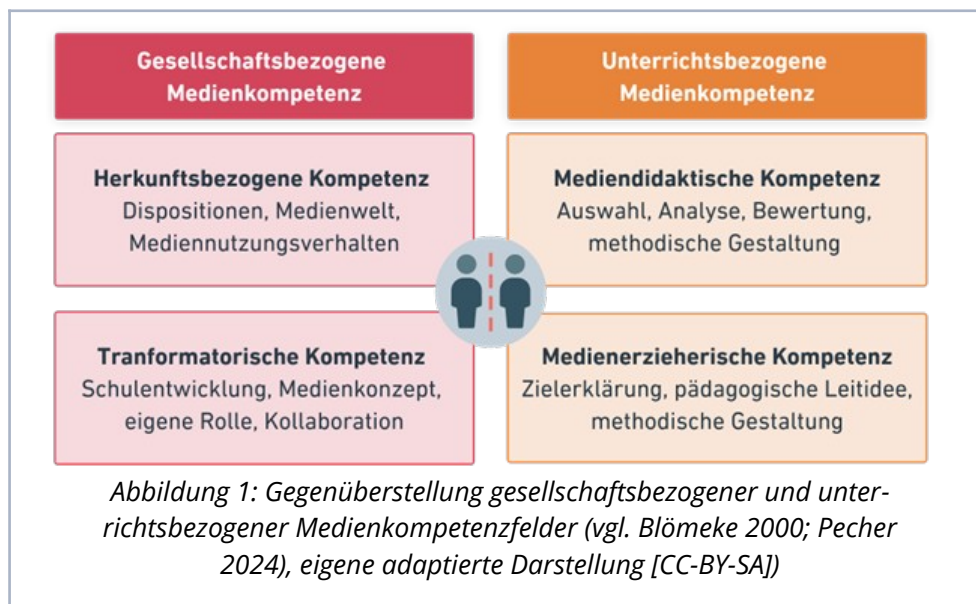 Gesellschaftsbezogene
Medienkompetenz
Unterrichtsbezogene
Medienkompetenz
Herkunftsbezogene Kompetenz
Dispositionen, Medienwelt,
Mediennutzungsverhalten
Mediendidaktische Kompetenz
Auswahl, Analyse, Bewertung,
methodische Gestaltung
Tranformatorische Kompetenz
Schulentwicklung, Medienkonzept,
eigene Rolle, Kollaboration
Medienerzieherische Kompetenz
Zielerklärung, pädagogische Leitidee,
methodische Gestaltung
Abbildung 1: Gegenüberstellung gesellschaftsbezogener und unter-
richtsbezogener Medienkompetenzfelder (vgl. Blömeke 2000; Pecher
2024), eigene adaptierte Darstellung [CC-BY-SA])